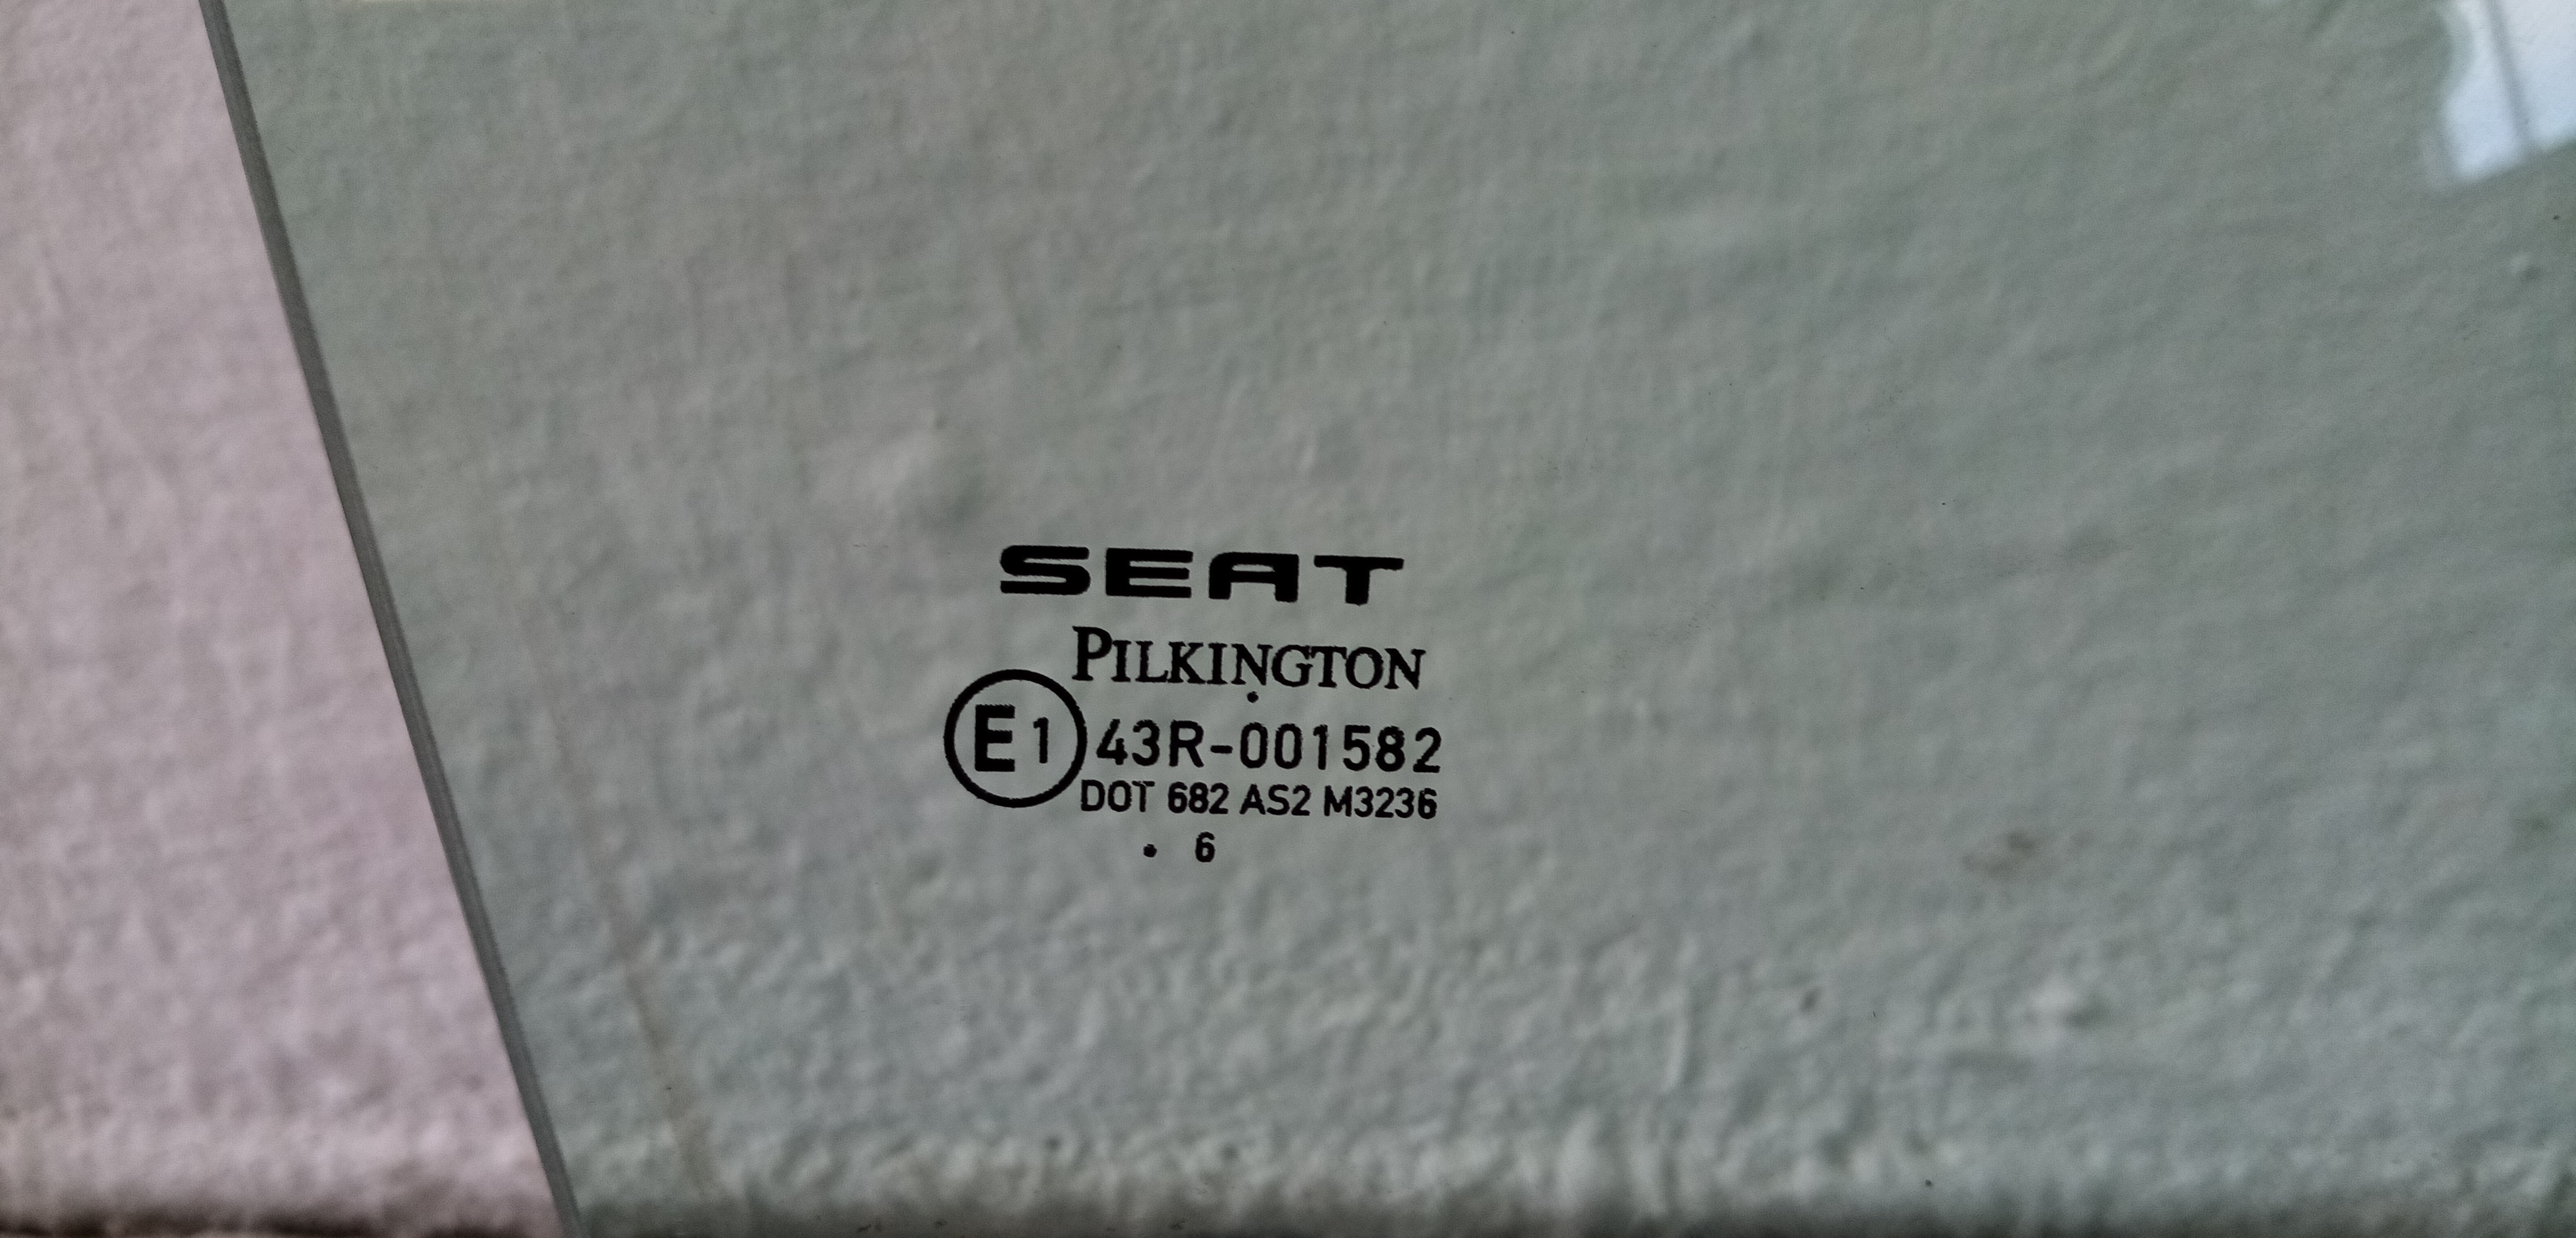 SEAT
PILKINGTON
E1 43R-001582
DOT 682 AS2 M3236
. 6